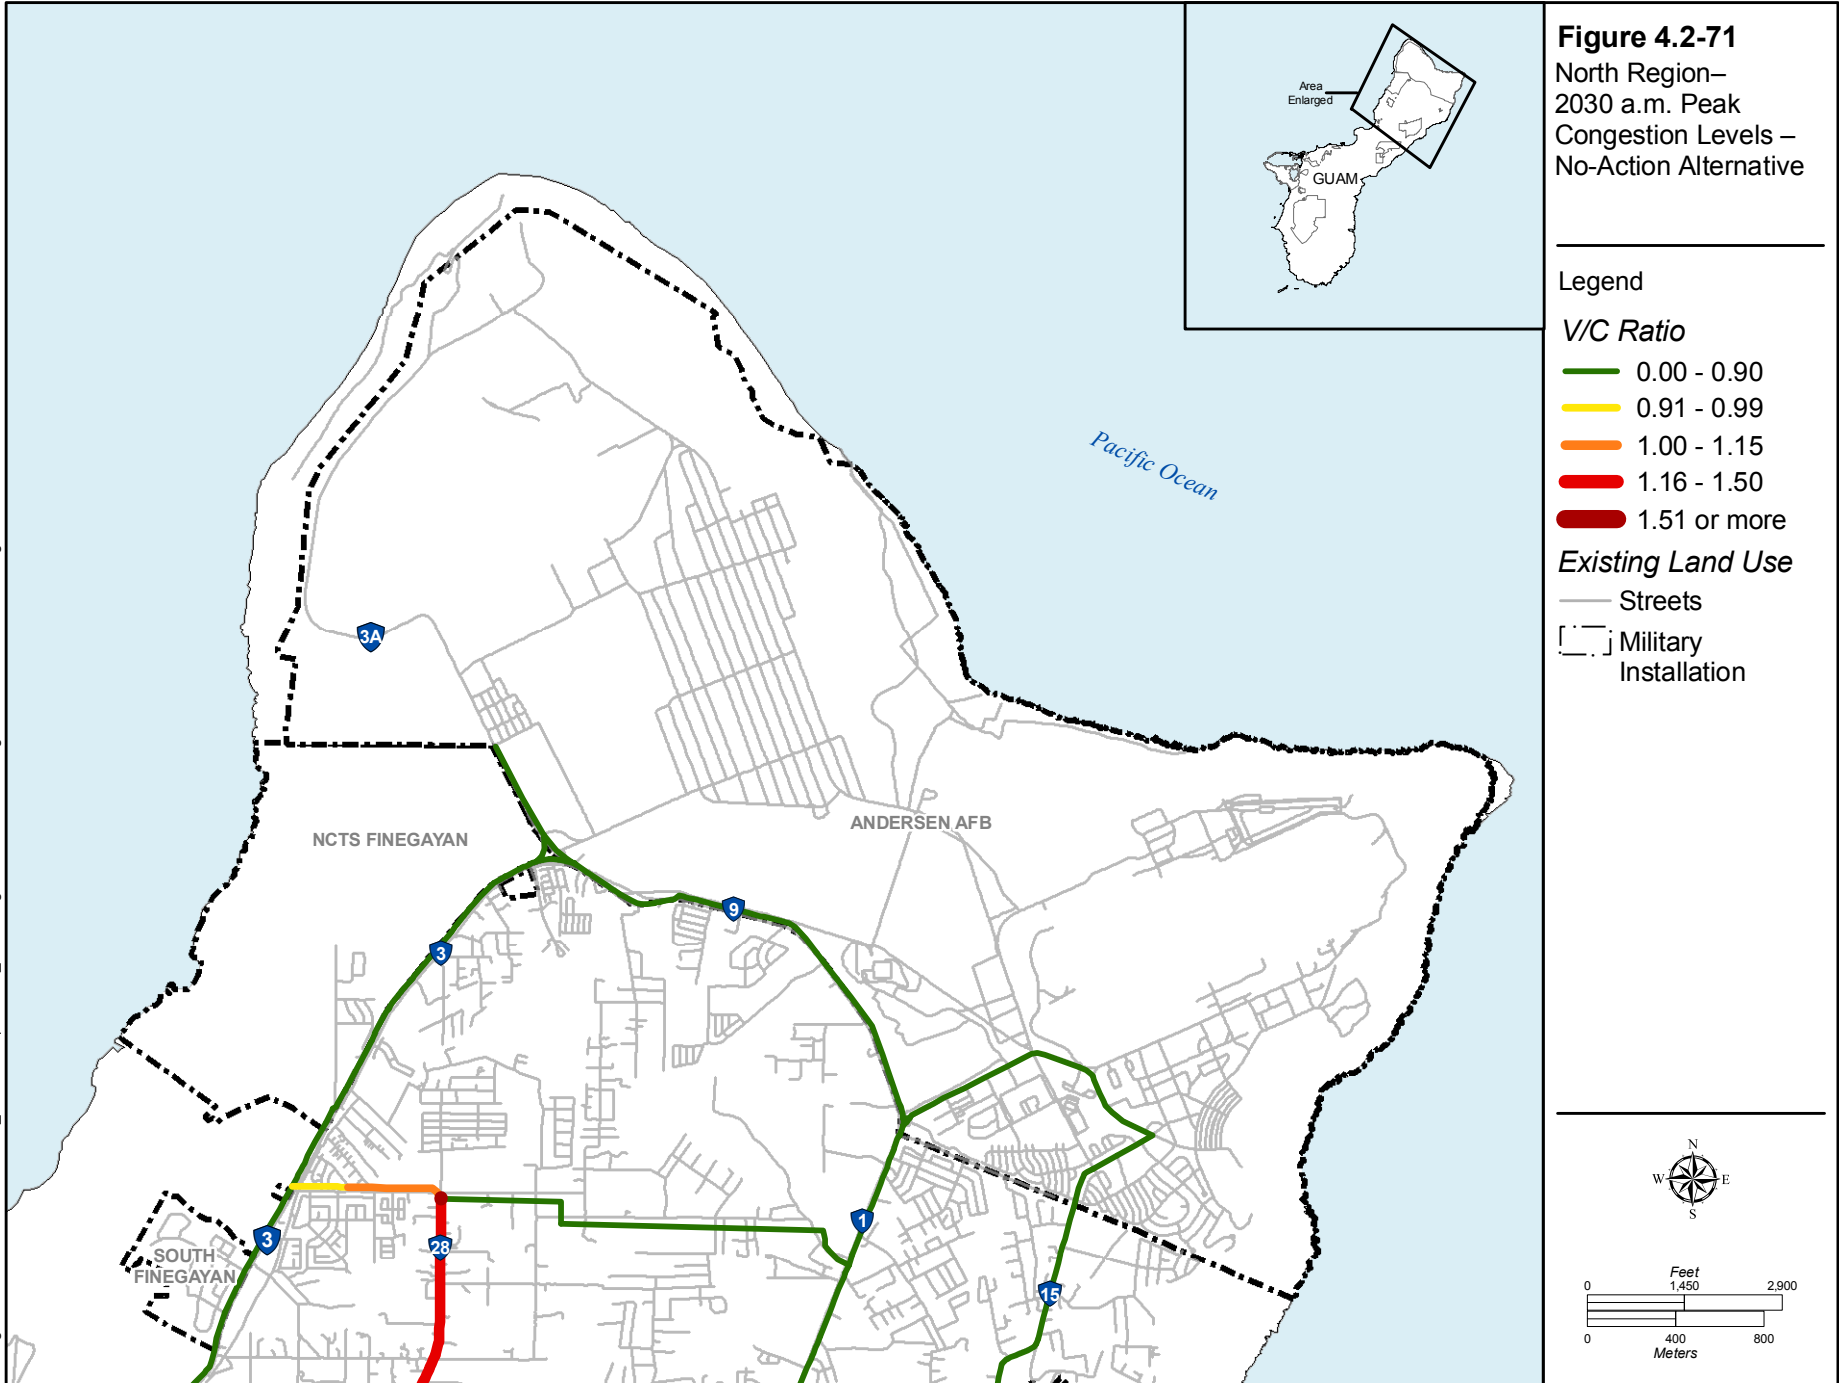 Figure 4.2-71
North Region–
2030 a.m. Peak
Congestion Levels –
No-Action Alternative
Area
Enlarged
GUAM
Legend
V/C Ratio
0.00 - 0.90
0.91 - 0.99
1.00 - 1.15
1.16 - 1.50
1.51 or more
Existing Land Use
Streets
Military
Installation
Pacific Ocean
3A
NCTS FINEGAYAN
ANDERSEN AFB
9
3
3
SOUTH
FINEGAYAN
28
1
15
N
W
E
S
Feet
0
1,450
2,900
0
400
800
Meters